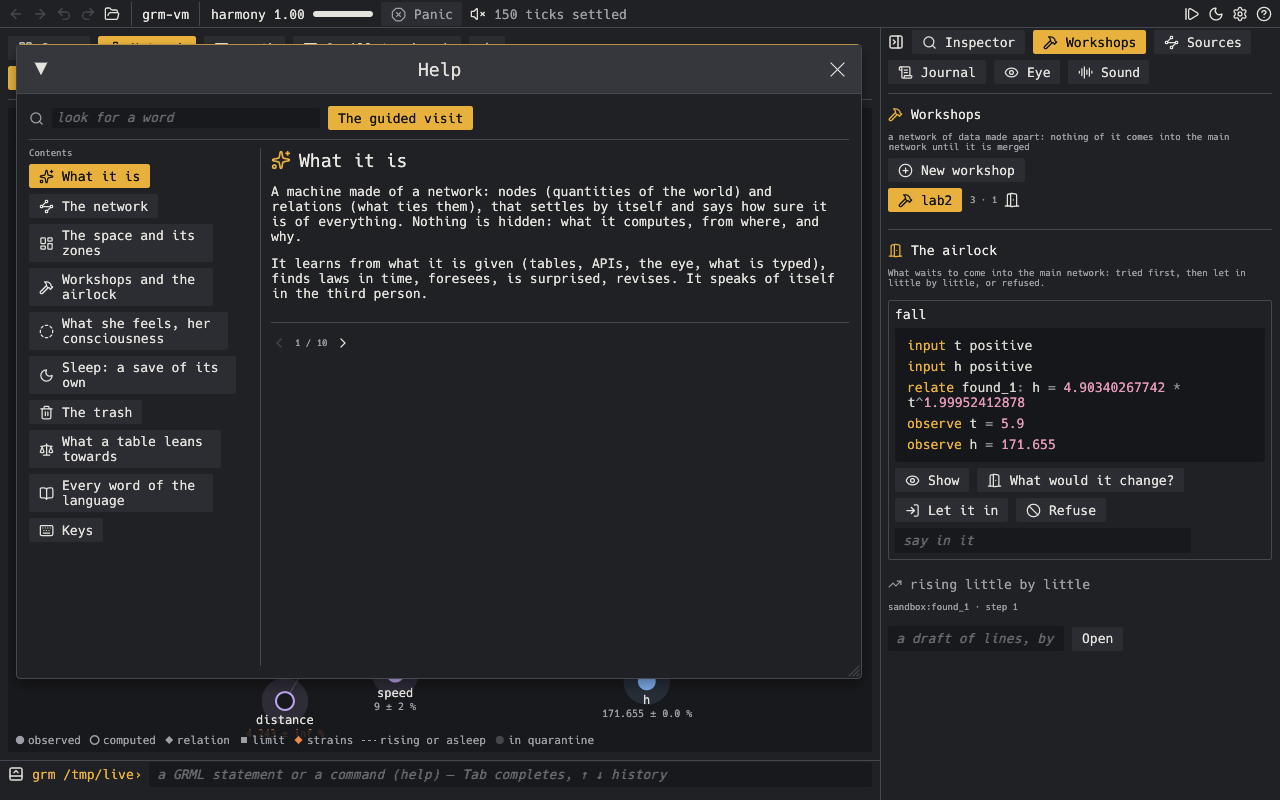 grm-vm harmony 1.00 Panic 150 ticks settled
Help
look for a word The guided visit
Contents
What it is
The network
The space and its
zones
Workshops and the
airlock
What she feels, her
consciousness
Sleep: a save of its
own
The trash
What a table leans
towards
Every word of the
language
Keys
What it is
A machine made of a network: nodes (quantities of the world) and
relations (what ties them), that settles by itself and says how sure it
is of everything. Nothing is hidden: what it computes, from where, and
why.
It learns from what it is given (tables, APIs, the eye, what is typed),
finds laws in time, foresees, is surprised, revises. It speaks of itself
in the third person.
1 / 10
speed
9 ± 2 %
distance
h
171.655 ± 0.0 %
observed computed relation limit strains rising or asleep in quarantine
grm /tmp/live› a GRML statement or a command (help) — Tab completes, ↑ ↓ history
Inspector Workshops Sources
Journal Eye Sound
Workshops
a network of data made apart: nothing of it comes into the main
network until it is merged
New workshop
lab2 3 · 1
The airlock
What waits to come into the main network: tried first, then let in
little by little, or refused.
fall
input t positive
input h positive
relate found_1: h = 4.90340267742 *
t^1.99952412878
observe t = 5.9
observe h = 171.655
Show What would it change?
Let it in Refuse
say in it
rising little by little
sandbox:found_1 · step 1
a draft of lines, by Open